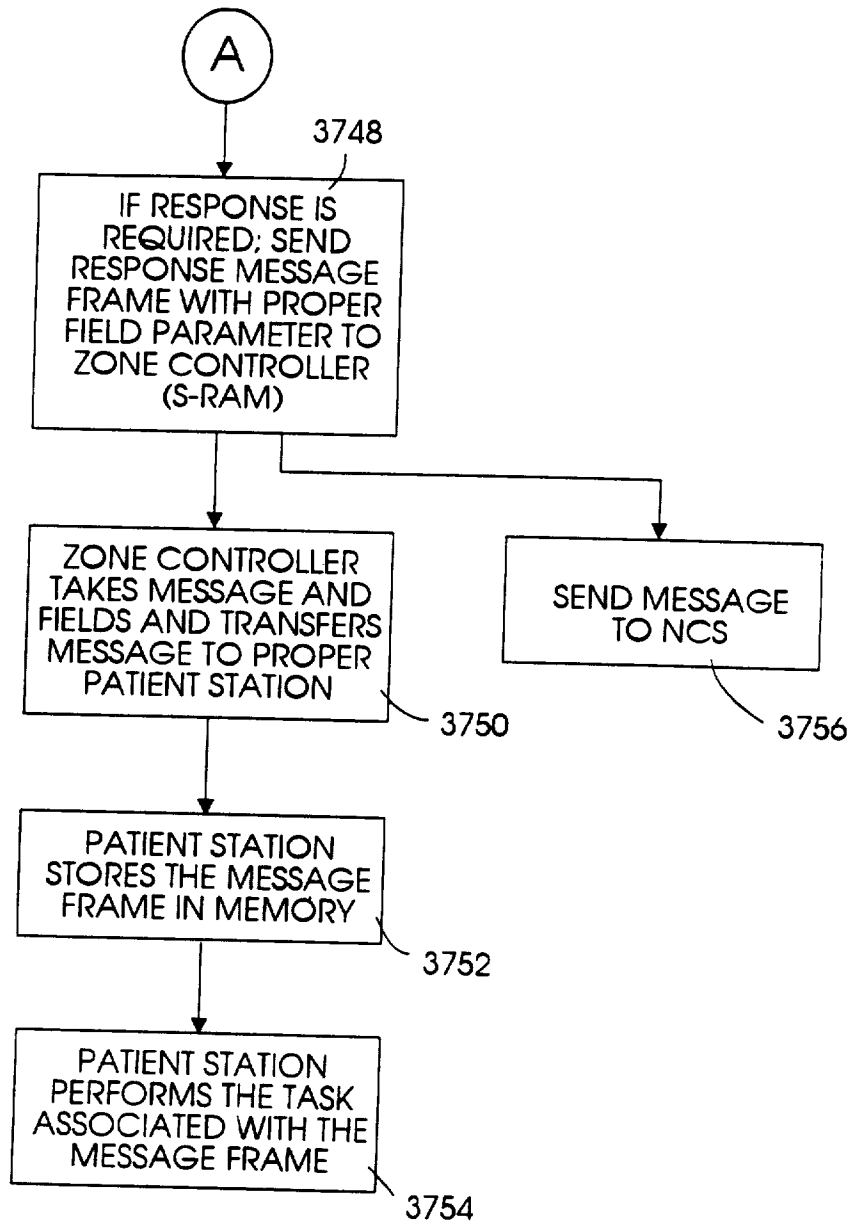 A
3748
IF RESPONSE IS
REQUIRED; SEND
RESPONSE MESSAGE
FRAME WITH PROPER
FIELD PARAMETER TO
ZONE CONTROLLER
(S-RAM)
ZONE CONTROLLER
TAKES MESSAGE AND
FIELDS AND TRANSFERS
MESSAGE TO PROPER
PATIENT STATION
3750
SEND MESSAGE
TO NCS
3756
PATIENT STATION
STORES THE MESSAGE
FRAME IN MEMORY
3752
PATIENT STATION
PERFORMS THE TASK
ASSOCIATED WITH THE
MESSAGE FRAME
3754